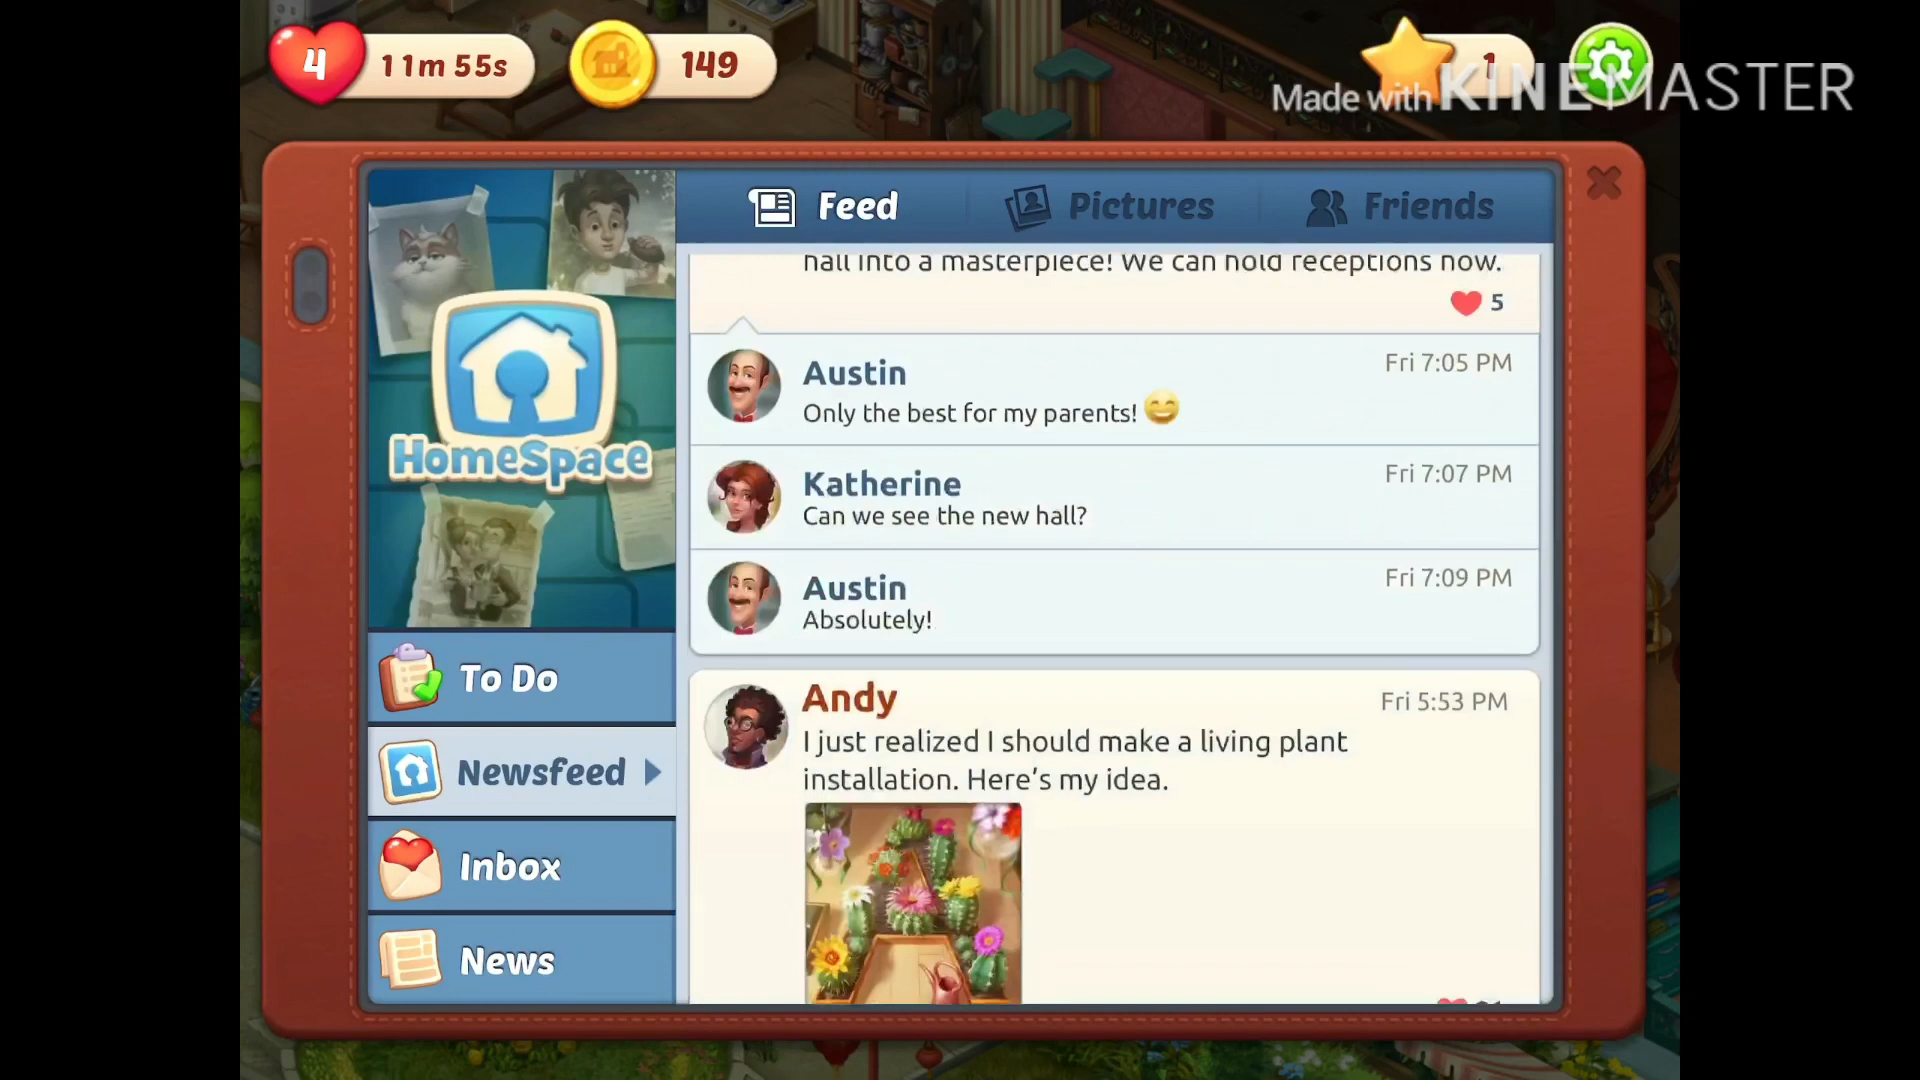 4
11m 55s
149
1
Made with KINEMASTER
Feed
Pictures
Friends
hall into a masterpiece! We can hold receptions now.
5
Austin
Fri 7:05 PM
Only the best for my parents!
Katherine
Fri 7:07 PM
Can we see the new hall?
Austin
Fri 7:09 PM
Absolutely!
Andy
Fri 5:53 PM
I just realized I should make a living plant
installation. Here's my idea.
HomeSpace
To Do
Newsfeed
Inbox
News